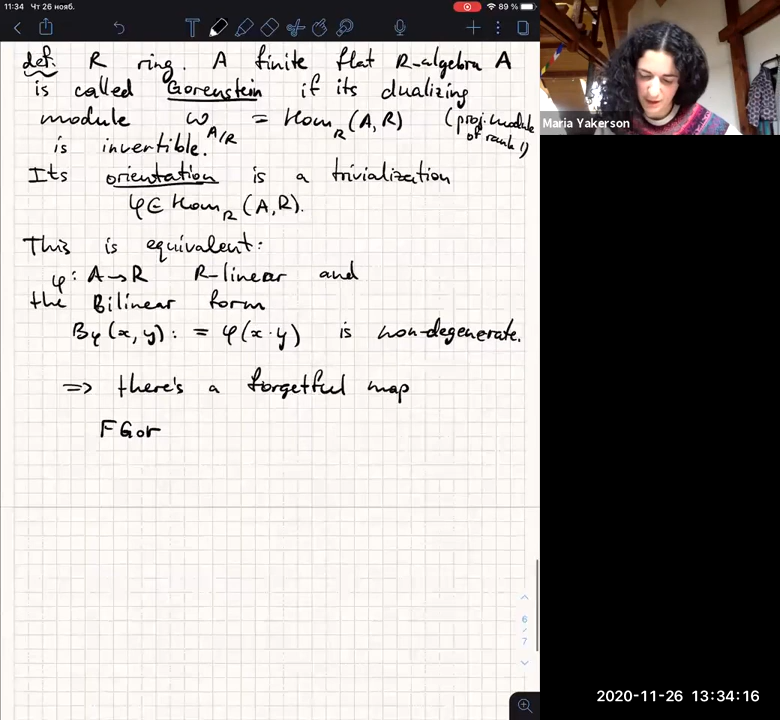 11:34 Чт 26 нояб.
89 %
def: R ring. A finite flat R-algebra A
is called Gorenstein if its dualizing
module ω_{A/R} = Hom_R(A, R) (proj. module of rank 1)
is invertible.
Its orientation is a trivialization
φ ∈ Hom_R(A, R).
This is equivalent:
φ: A → R R-linear and
the Bilinear form
B_φ(x, y) := φ(x·y) is non-degenerate.
⇒ there's a forgetful map
FGor
Maria Yakerson
6
/
7
2020-11-26 13:34:16